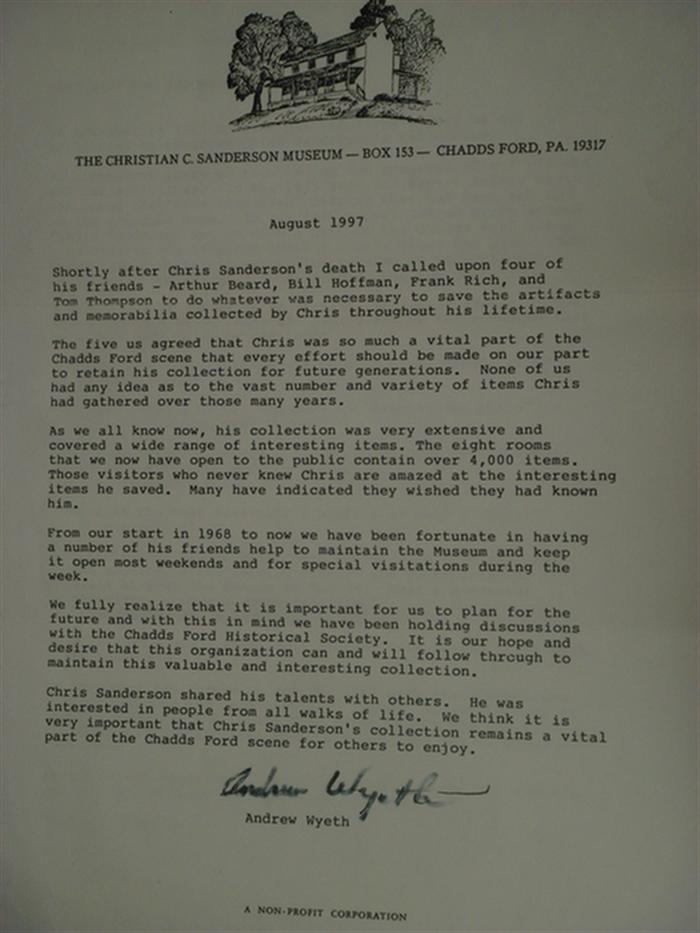 THE CHRISTIAN C. SANDERSON MUSEUM — BOX 153 — CHADDS FORD, PA. 19317
August 1997
Shortly after Chris Sanderson's death I called upon four of
his friends - Arthur Beard, Bill Hoffman, Frank Rich, and
Tom Thompson to do whatever was necessary to save the artifacts
and memorabilia collected by Chris throughout his lifetime.
The five us agreed that Chris was so much a vital part of the
Chadds Ford scene that every effort should be made on our part
to retain his collection for future generations. None of us
had any idea as to the vast number and variety of items Chris
had gathered over those many years.
As we all know now, his collection was very extensive and
covered a wide range of interesting items. The eight rooms
that we now have open to the public contain over 4,000 items.
Those visitors who never knew Chris are amazed at the interesting
items he saved. Many have indicated they wished they had known
him.
From our start in 1968 to now we have been fortunate in having
a number of his friends help to maintain the Museum and keep
it open most weekends and for special visitations during the
week.
We fully realize that it is important for us to plan for the
future and with this in mind we have been holding discussions
with the Chadds Ford Historical Society. It is our hope and
desire that this organization can and will follow through to
maintain this valuable and interesting collection.
Chris Sanderson shared his talents with others. He was
interested in people from all walks of life. We think it is
very important that Chris Sanderson's collection remains a vital
part of the Chadds Ford scene for others to enjoy.
Andrew Wyeth
Andrew Wyeth
A NON-PROFIT CORPORATION